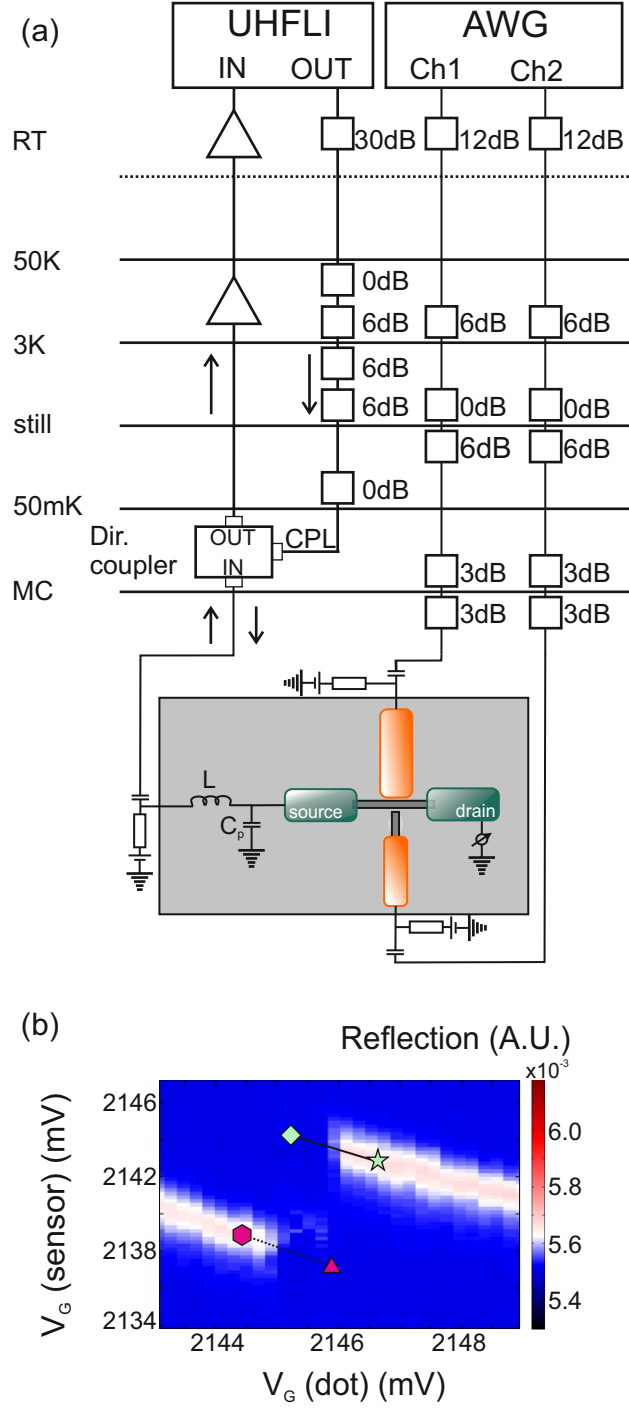 (a)
UHFLI AWG
IN OUT Ch1 Ch2
RT 30dB 12dB 12dB
50K
0dB
6dB 6dB 6dB
3K
6dB
6dB 0dB 0dB
still
6dB 6dB
0dB
50mK
Dir. coupler
OUT CPL
IN
3dB 3dB
MC
3dB 3dB
L
source drain
Cp
(b)
Reflection (A.U.)
x10-3
2146
6.0
2142
5.8
2138
5.6
2134
5.4
VG (sensor) (mV)
2144 2146 2148
VG (dot) (mV)